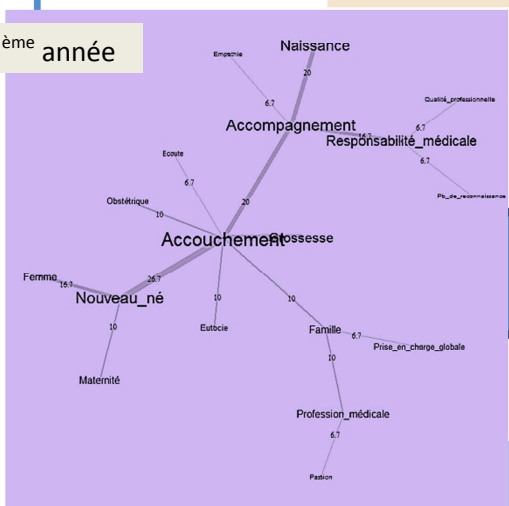 ème année
Naissance
Empathie
20
6.7
Qualité_professionnelle
Accompagnement
6.7
16.7
Responsabilité_médicale
Ecoute
6.7
6.7
Pb_de_reconnaissance
Obstétrique
20
10
Accouchement
Grossesse
Femme
16.7
26.7
Nouveau_né
10
10
10
Eutocie
Famille
6.7
Prise_en_charge_globale
10
Maternité
Profession_médicale
6.7
Passion